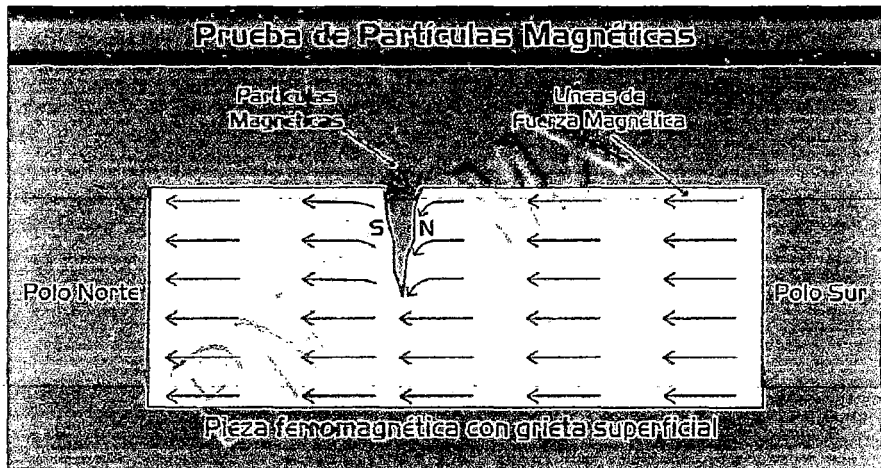 Prueba de Partículas Magnéticas
Partículas
Magnéticas
Líneas de
Fuerza Magnética
S
N
Polo Norte
Polo Sur
Pieza ferromagnética con grieta superficial